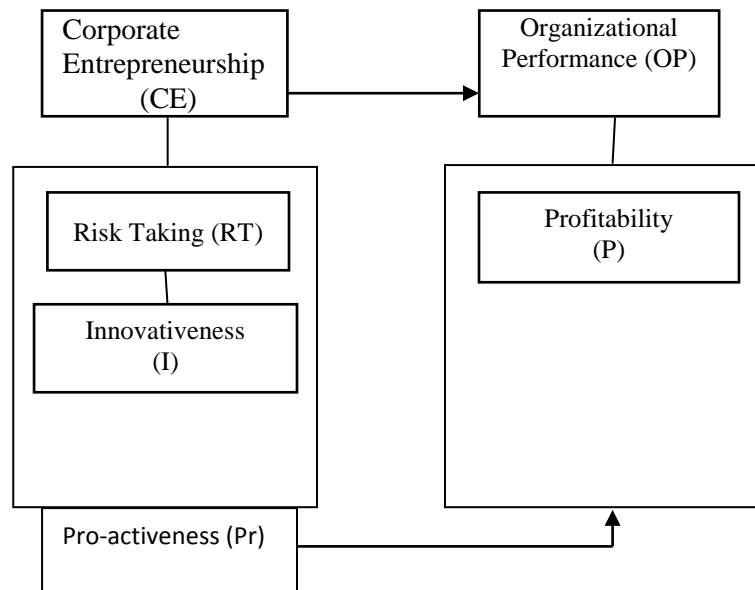 Corporate
Entrepreneurship
(CE)
Organizational
Performance (OP)
Risk Taking (RT)
Innovativeness
(I)
Profitability
(P)
Pro-activeness (Pr)